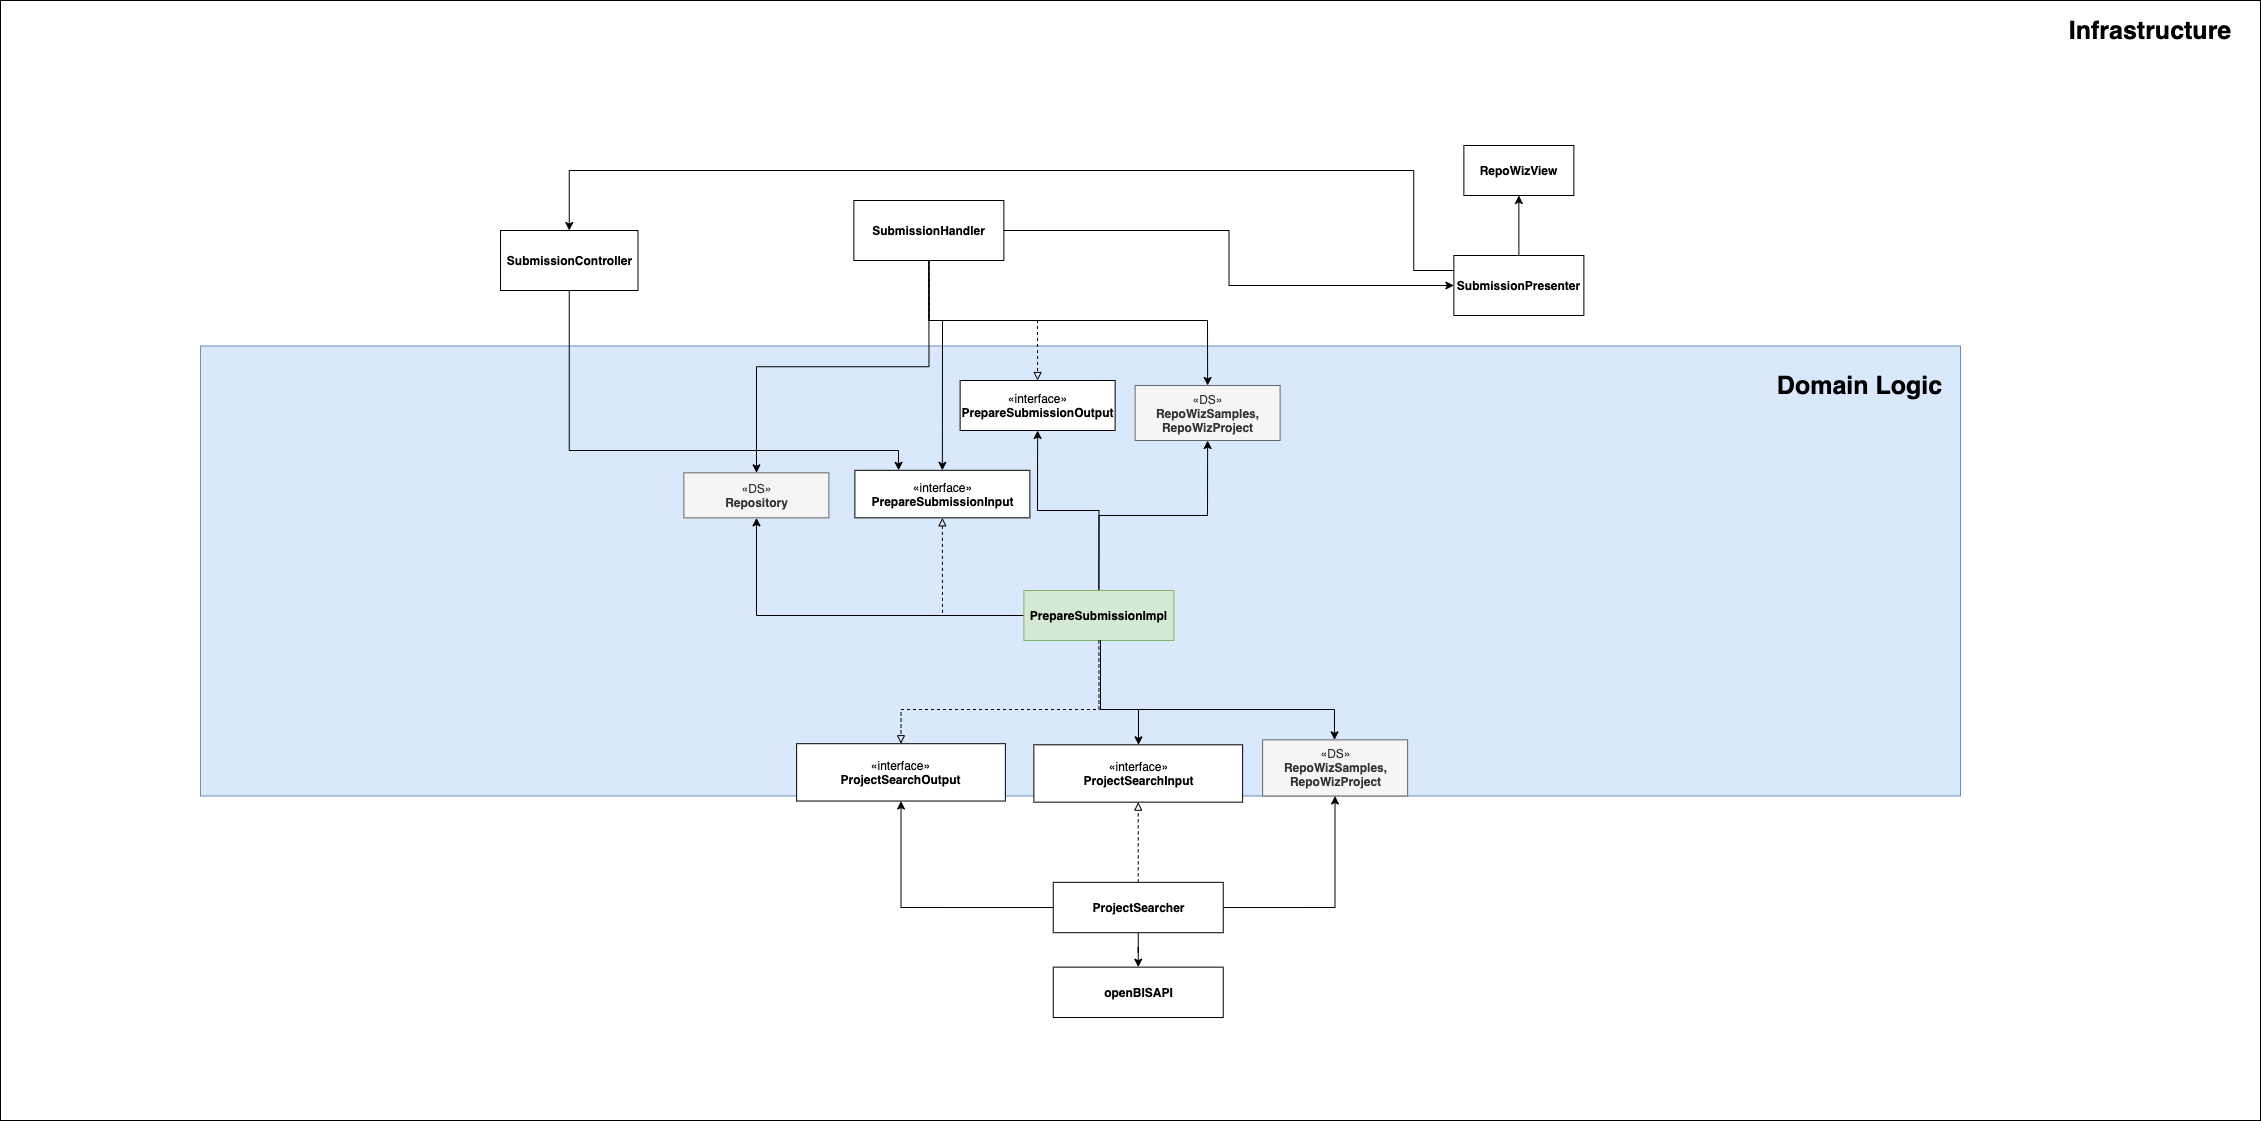 Infrastructure
RepoWizView
SubmissionHandler
SubmissionController
SubmissionPresenter
Domain Logic
«interface»
PrepareSubmissionOutput
«DS»
RepoWizSamples,
RepoWizProject
«DS»
Repository
«interface»
PrepareSubmissionInput
PrepareSubmissionImpl
«interface»
ProjectSearchOutput
«interface»
ProjectSearchInput
«DS»
RepoWizSamples,
RepoWizProject
ProjectSearcher
openBISAPI